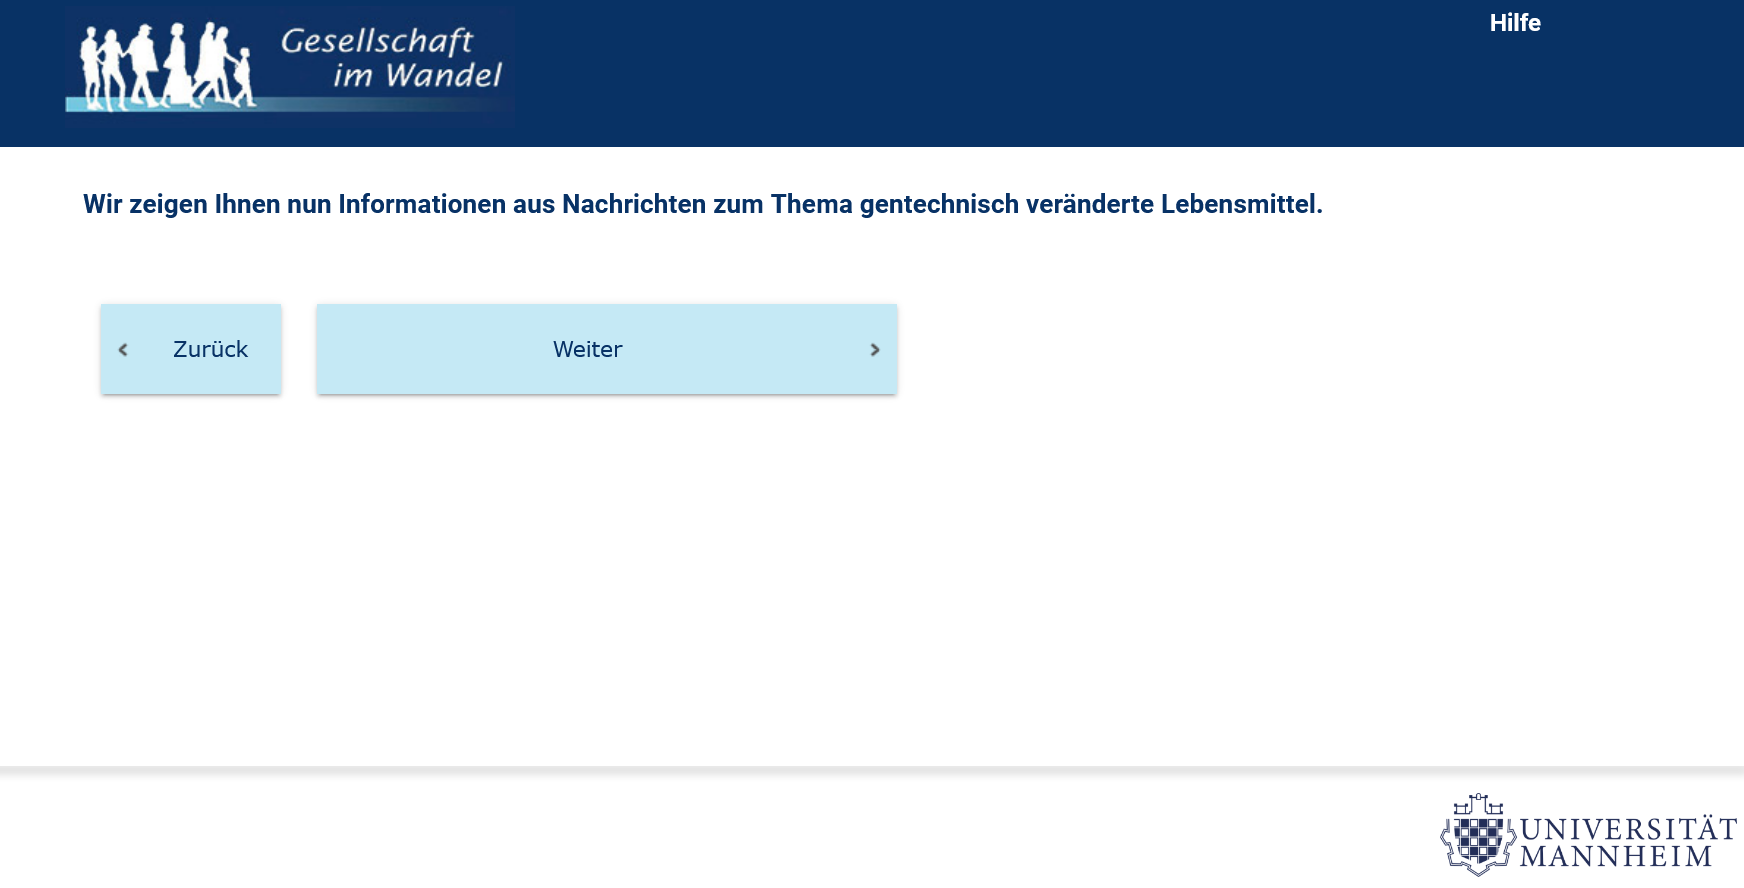 Gesellschaft
im Wandel
Hilfe
Wir zeigen Ihnen nun Informationen aus Nachrichten zum Thema gentechnisch veränderte Lebensmittel.
Zurück
Weiter
UNIVERSITÄT
MANNHEIM